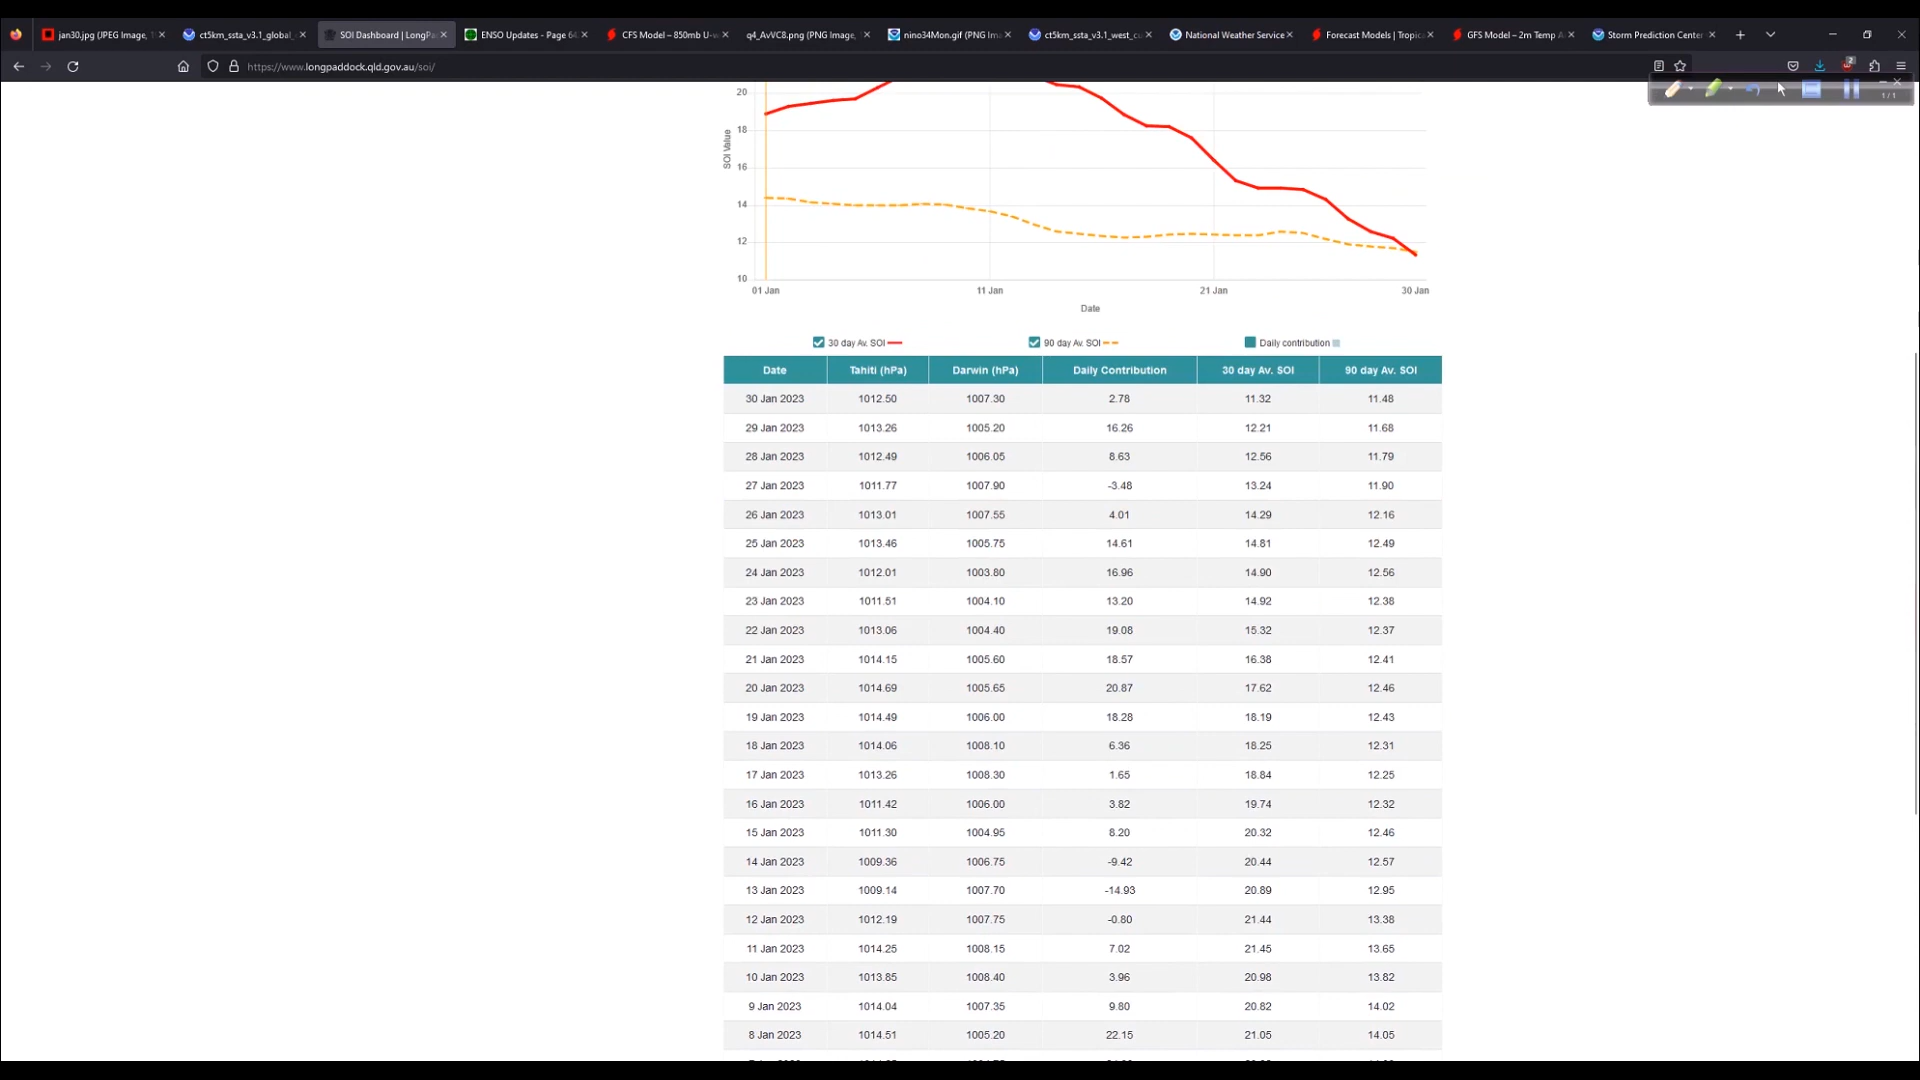 jan30.jpg (JPEG Image, 1
ct5km_ssta_v3.1_global_
SOI Dashboard | LongPa
ENSO Updates - Page 64
CFS Model – 850mb U-w
q4_AvVC8.png (PNG Image,
nino34Mon.gif (PNG Im
ct5km_ssta_v3.1_west_c
National Weather Service
Forecast Models | Tropic
GFS Model – 2m Temp A
Storm Prediction Center
https://www.longpaddock.qld.gov.au/soi/
2
1 / 1
20
18
16
14
12
10
SOI Value
01 Jan 11 Jan 21 Jan 30 Jan
Date
30 day Av. SOI 90 day Av. SOI Daily contribution
Date Tahiti (hPa) Darwin (hPa) Daily Contribution 30 day Av. SOI 90 day Av. SOI
30 Jan 2023 1012.50 1007.30 2.78 11.32 11.48
29 Jan 2023 1013.26 1005.20 16.26 12.21 11.68
28 Jan 2023 1012.49 1006.05 8.63 12.56 11.79
27 Jan 2023 1011.77 1007.90 -3.48 13.24 11.90
26 Jan 2023 1013.01 1007.55 4.01 14.29 12.16
25 Jan 2023 1013.46 1005.75 14.61 14.81 12.49
24 Jan 2023 1012.01 1003.80 16.96 14.90 12.56
23 Jan 2023 1011.51 1004.10 13.20 14.92 12.38
22 Jan 2023 1013.06 1004.40 19.08 15.32 12.37
21 Jan 2023 1014.15 1005.60 18.57 16.38 12.41
20 Jan 2023 1014.69 1005.65 20.87 17.62 12.46
19 Jan 2023 1014.49 1006.00 18.28 18.19 12.43
18 Jan 2023 1014.06 1008.10 6.36 18.25 12.31
17 Jan 2023 1013.26 1008.30 1.65 18.84 12.25
16 Jan 2023 1011.42 1006.00 3.82 19.74 12.32
15 Jan 2023 1011.30 1004.95 8.20 20.32 12.46
14 Jan 2023 1009.36 1006.75 -9.42 20.44 12.57
13 Jan 2023 1009.14 1007.70 -14.93 20.89 12.95
12 Jan 2023 1012.19 1007.75 -0.80 21.44 13.38
11 Jan 2023 1014.25 1008.15 7.02 21.45 13.65
10 Jan 2023 1013.85 1008.40 3.96 20.98 13.82
9 Jan 2023 1014.04 1007.35 9.80 20.82 14.02
8 Jan 2023 1014.51 1005.20 22.15 21.05 14.05